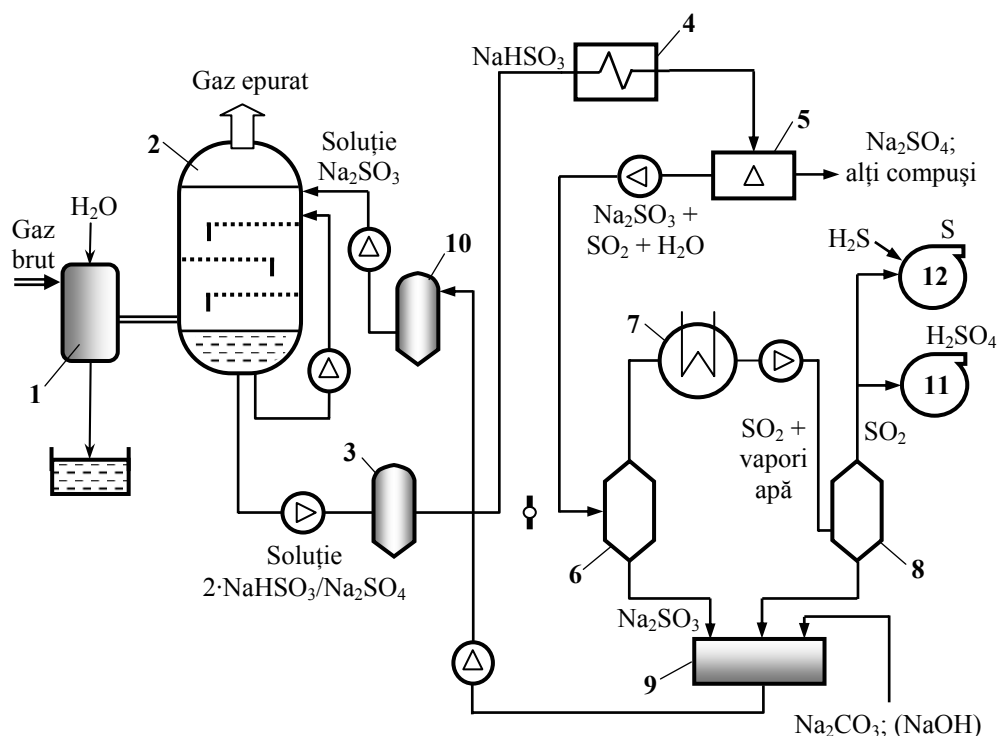 4
NaHSO₃
Gaz epurat
2
Soluție
Na₂SO₃
5
Na₂SO₄;
alți compuși
H₂O
Gaz
brut
Na₂SO₃ +
SO₂ + H₂O
10
H₂S
S
12
7
H₂SO₄
11
1
SO₂ +
vapori
apă
SO₂
3
Soluție
2·NaHSO₃/Na₂SO₄
6
8
Na₂SO₃
9
Na₂CO₃; (NaOH)